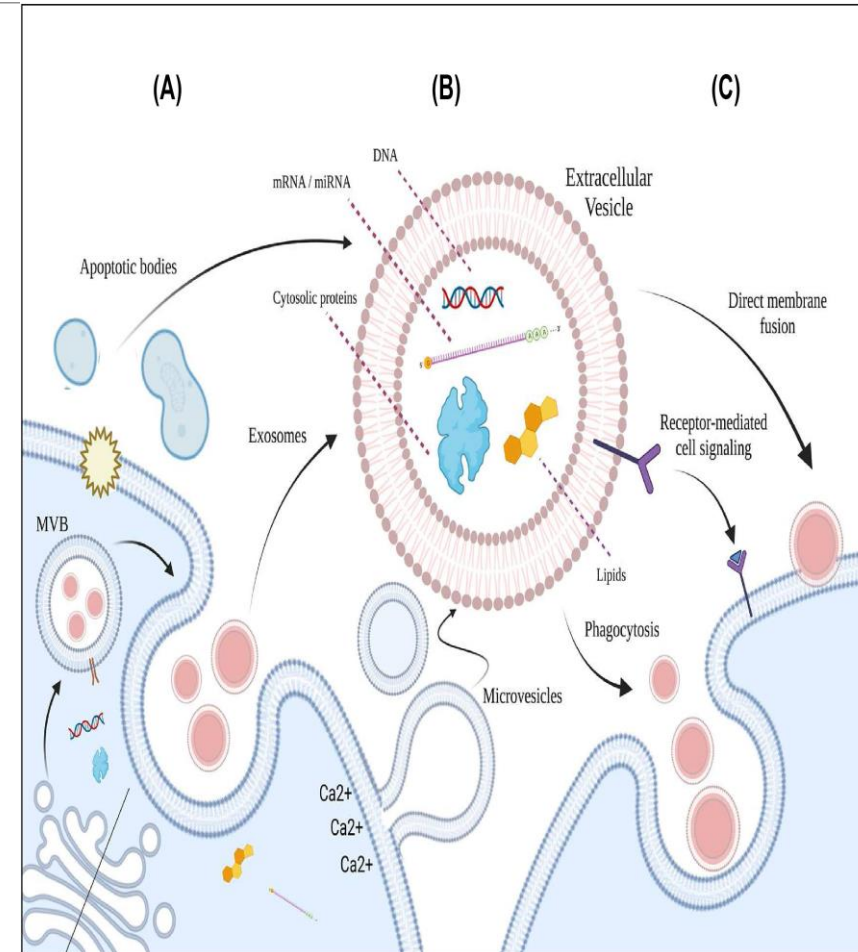 (A)
(B)
(C)
DNA
mRNA / miRNA
Extracellular
Vesicle
Apoptotic bodies
Cytosolic proteins
Direct membrane
fusion
Exosomes
Receptor-mediated
cell signaling
MVB
Lipids
Phagocytosis
Microvesicles
Ca2+
Ca2+
Ca2+